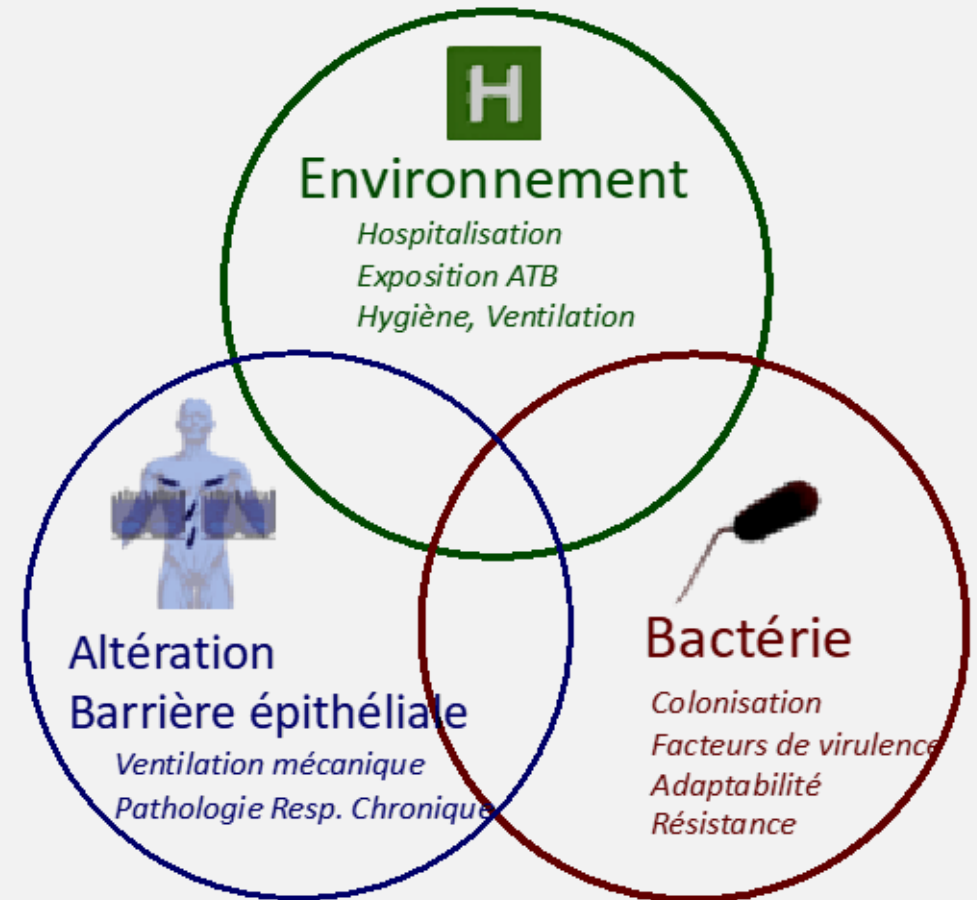 H
Environnement
Hospitalisation
Exposition ATB
Hygiène, Ventilation
Altération
Barrière épithéliale
Ventilation mécanique
Pathologie Resp. Chronique
Bactérie
Colonisation
Facteurs de virulence
Adaptabilité
Résistance